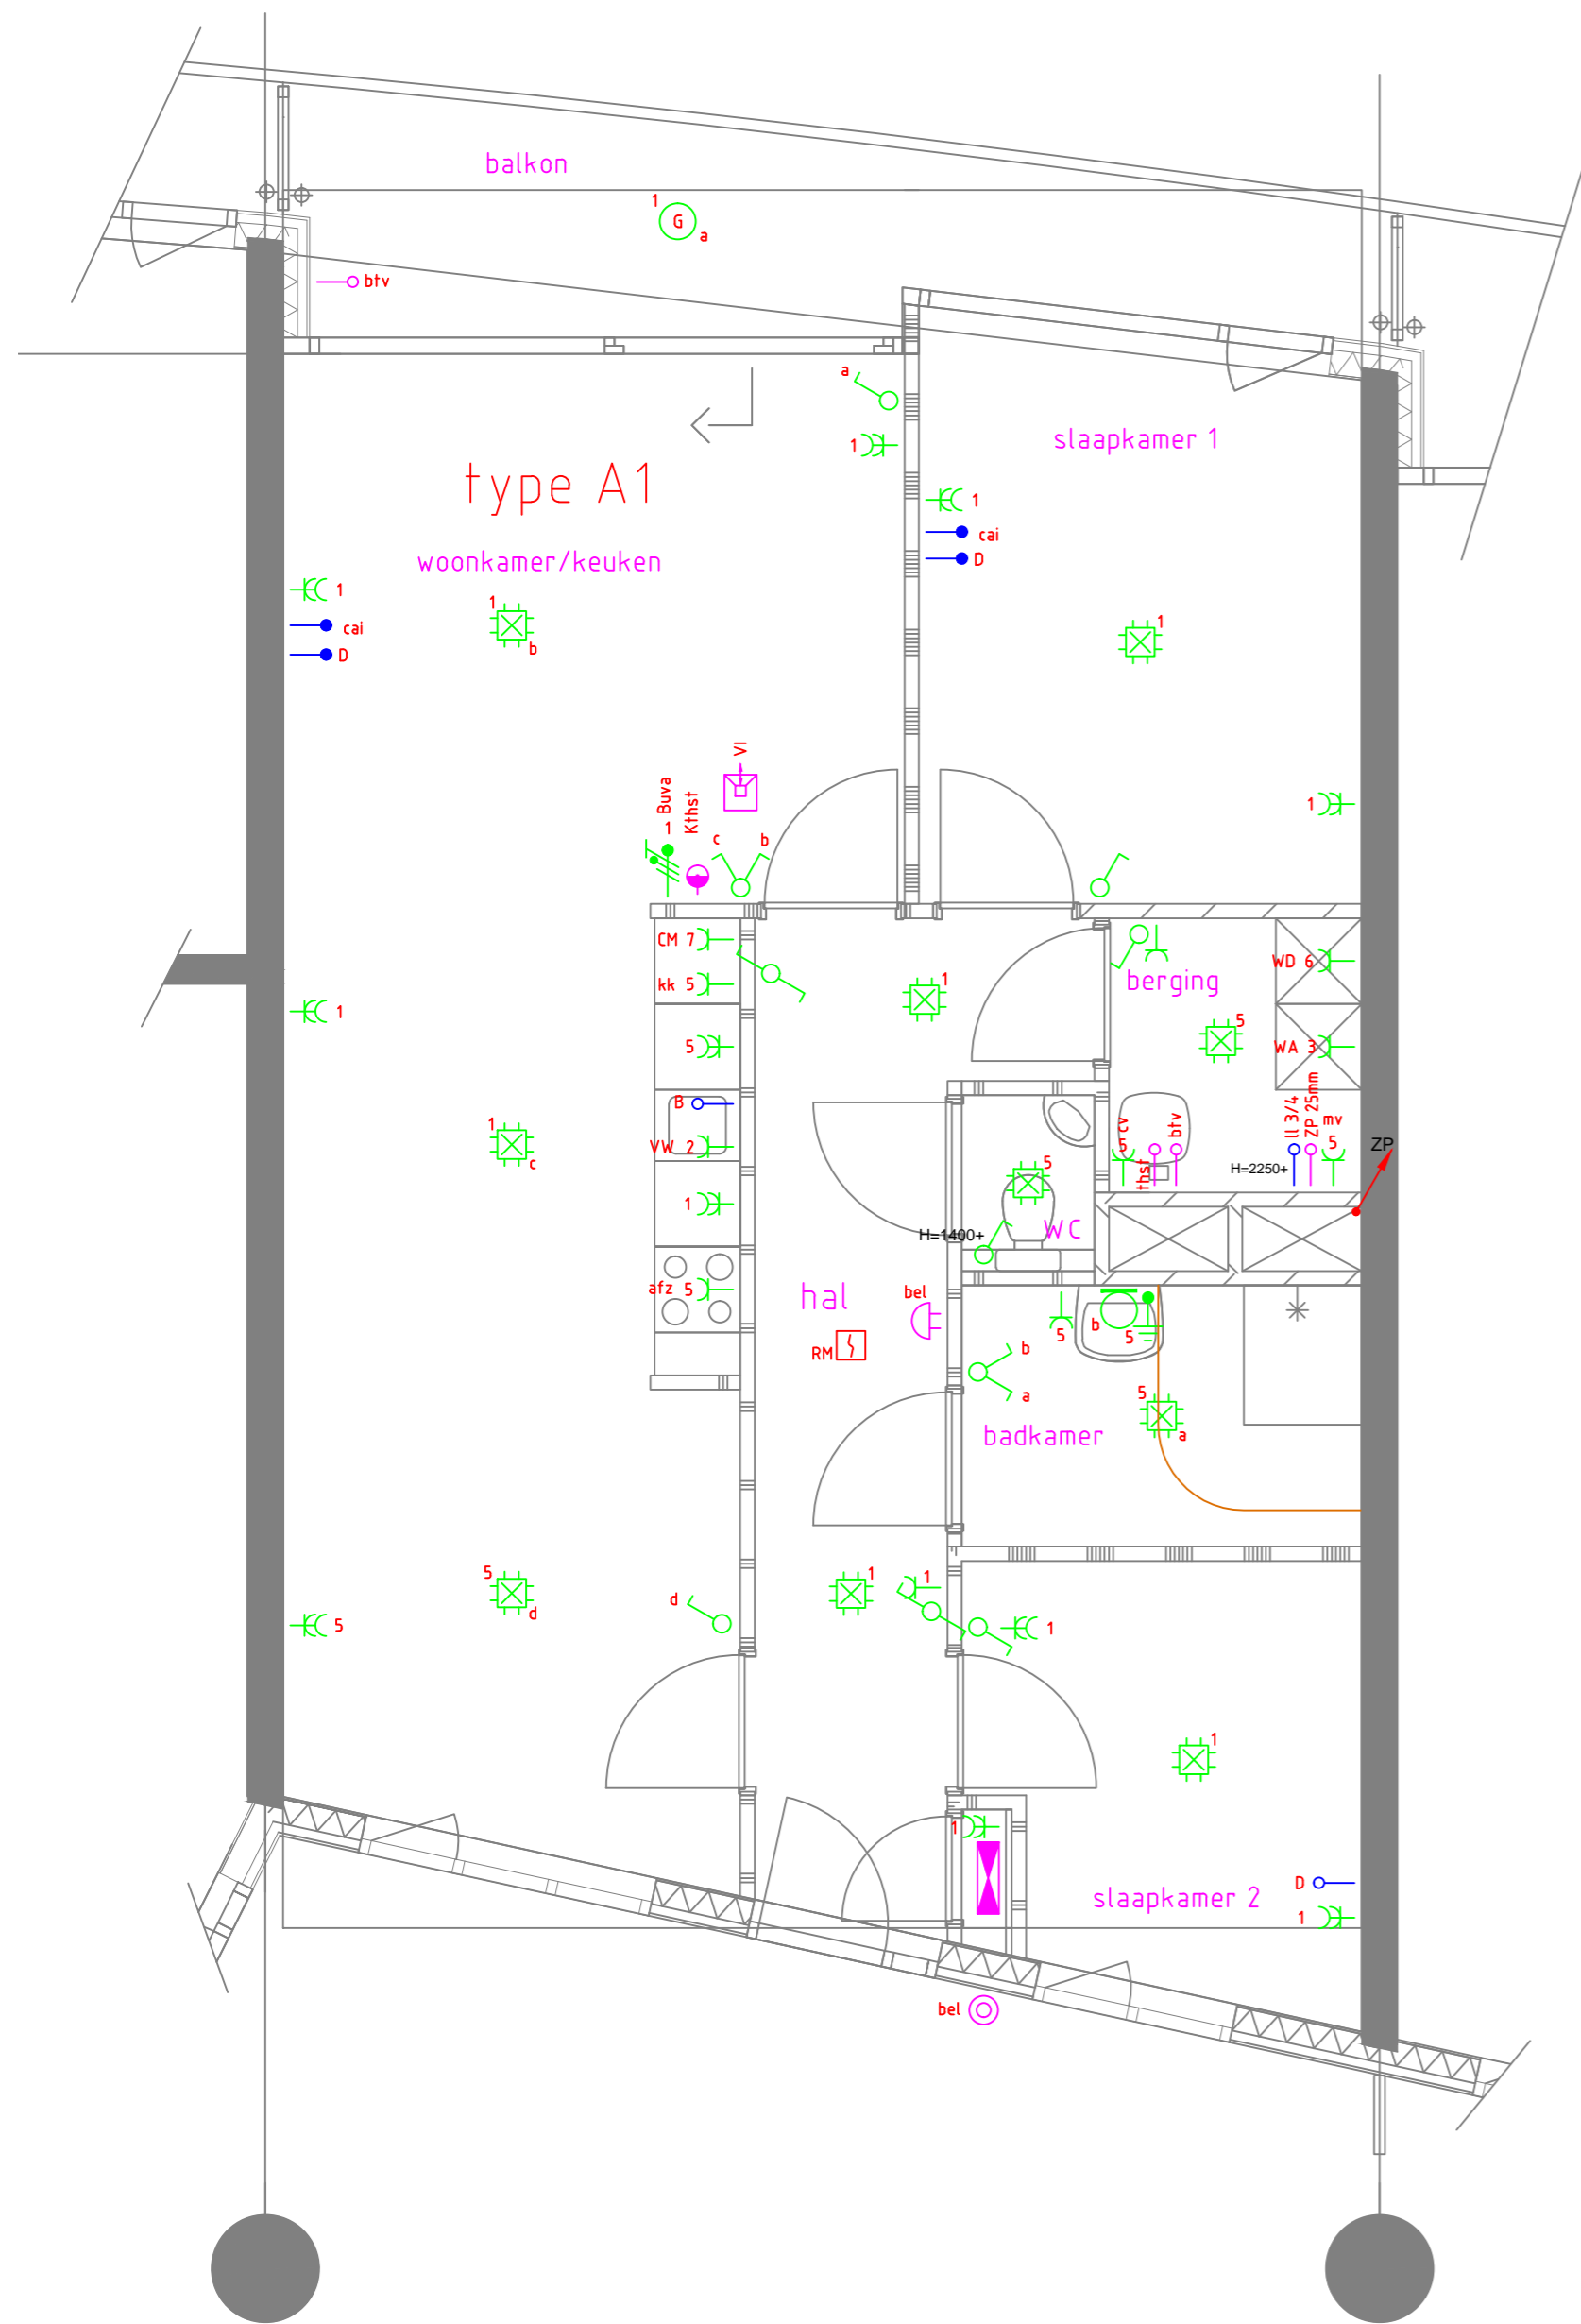 balkon
1
G
a
btv
a
1
slaapkamer 1
type A1
1
cai
D
woonkamer/keuken
1
cai
D
1
b
1
VI
Buva
1
Kthst
1
c
b
CM 7
kk 5
1
berging
WD 6
1
5
5
WA 3
B
ll 3/4
ZP 25mm
mv
5
cv
5
btv
thst
H=2250+
ZP
VW 2
1
c
5
1
WC
H=1400+
afz 5
hal
bel
RM
5
b
5
b
a
5
a
badkamer
5
d
d
1
1
5
1
1
1
slaapkamer 2
D
1
bel